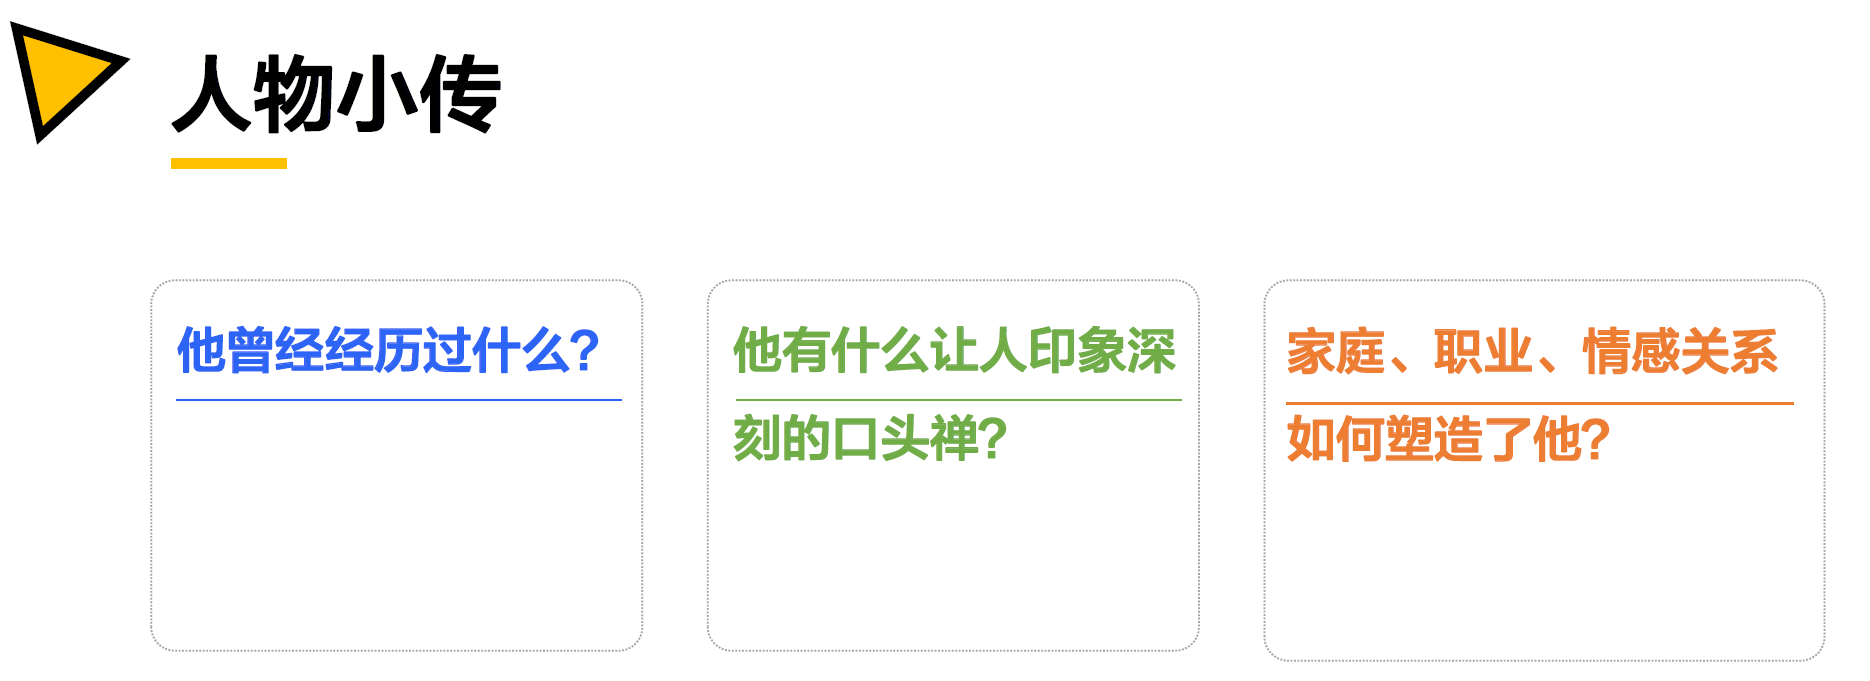 人物小传
他曾经经历过什么?
他有什么让人印象深
刻的口头禅?
家庭、职业、情感关系
如何塑造了他?